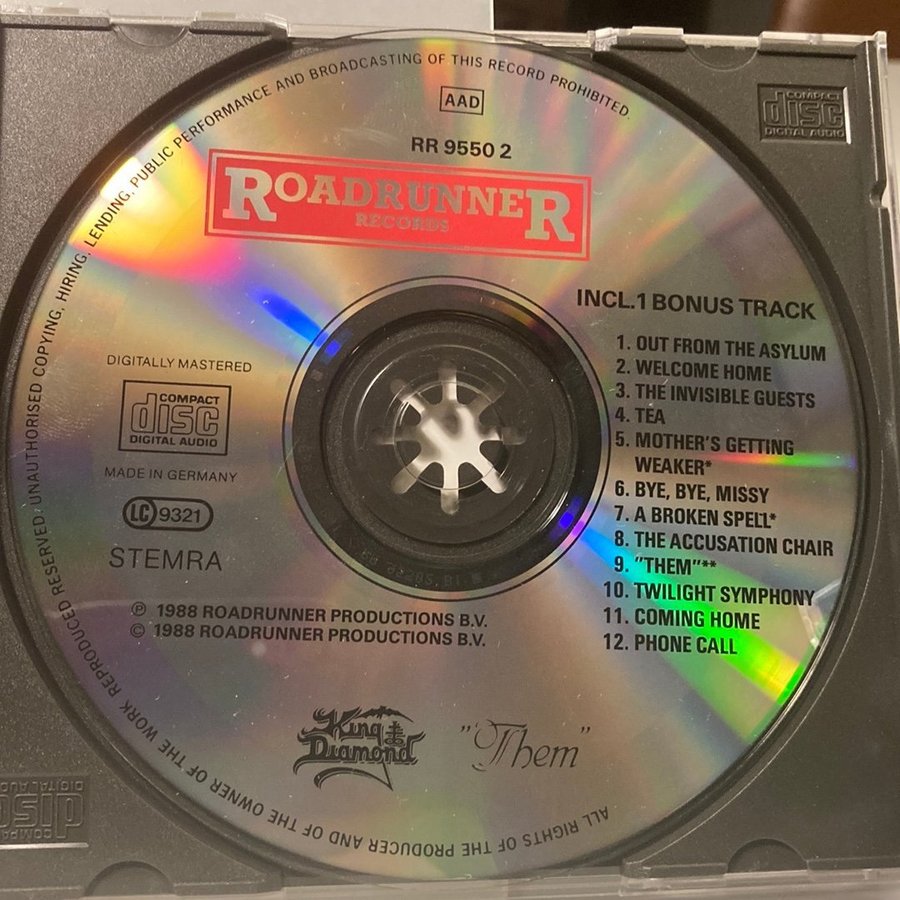 ALL RIGHTS OF THE PRODUCER AND OF THE OWNER OF THE WORK REPRODUCED RESERVED. UNAUTHORISED COPYING, HIRING, LENDING, PUBLIC PERFORMANCE AND BROADCASTING OF THIS RECORD PROHIBITED.
COMPACT
disc
DIGITAL AUDIO
AAD
RR 9550 2
ROADRUNNER
RECORDS
INCL.1 BONUS TRACK
1. OUT FROM THE ASYLUM
2. WELCOME HOME
3. THE INVISIBLE GUESTS
4. TEA
5. MOTHER'S GETTING
WEAKER*
6. BYE, BYE, MISSY
7. A BROKEN SPELL*
8. THE ACCUSATION CHAIR
9. "THEM"**
10. TWILIGHT SYMPHONY
11. COMING HOME
12. PHONE CALL
DIGITALLY MASTERED
COMPACT
disc
DIGITAL AUDIO
MADE IN GERMANY
LC 9321
STEMRA
℗ 1988 ROADRUNNER PRODUCTIONS B.V.
© 1988 ROADRUNNER PRODUCTIONS B.V.
King
Diamond
"Them"
COMPACT
disc
DIGITAL AUD